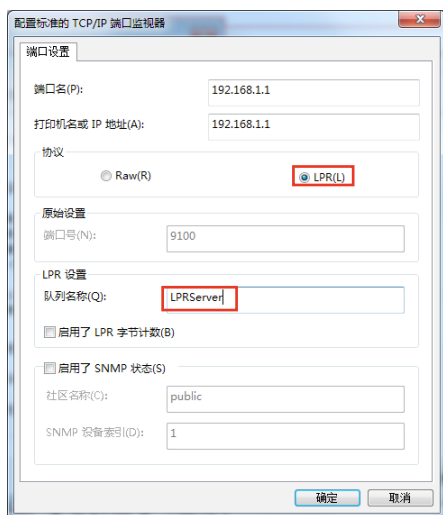 配置标准的 TCP/IP 端口监视器
端口设置
端口名(P): 192.168.1.1
打印机名或 IP 地址(A): 192.168.1.1
协议
Raw(R) LPR(L)
原始设置
端口号(N): 9100
LPR 设置
队列名称(Q): LPRServer
启用了 LPR 字节计数(B)
启用了 SNMP 状态(S)
社区名称(C): public
SNMP 设备索引(D): 1
确定 取消